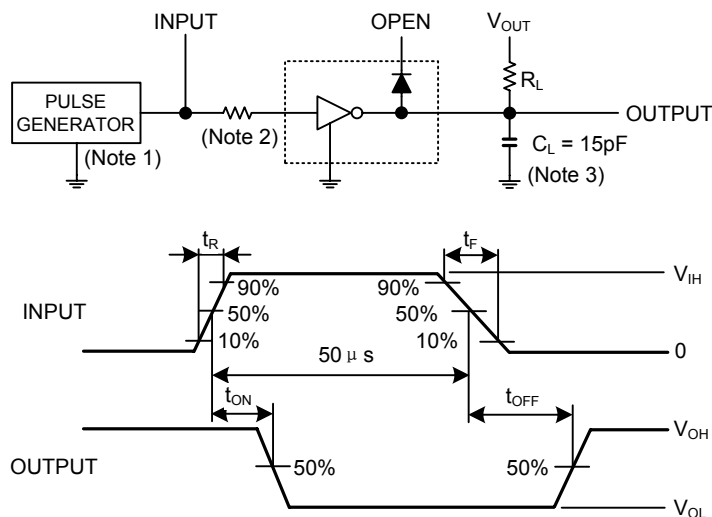 INPUT
OPEN
VOUT
PULSE
GENERATOR
(Note 1)
(Note 2)
RL
OUTPUT
CL = 15pF
(Note 3)
tR
tF
VIH
90%
90%
INPUT
50%
50%
10%
10%
0
50 μ s
tON
tOFF
VOH
OUTPUT
50%
50%
VOL